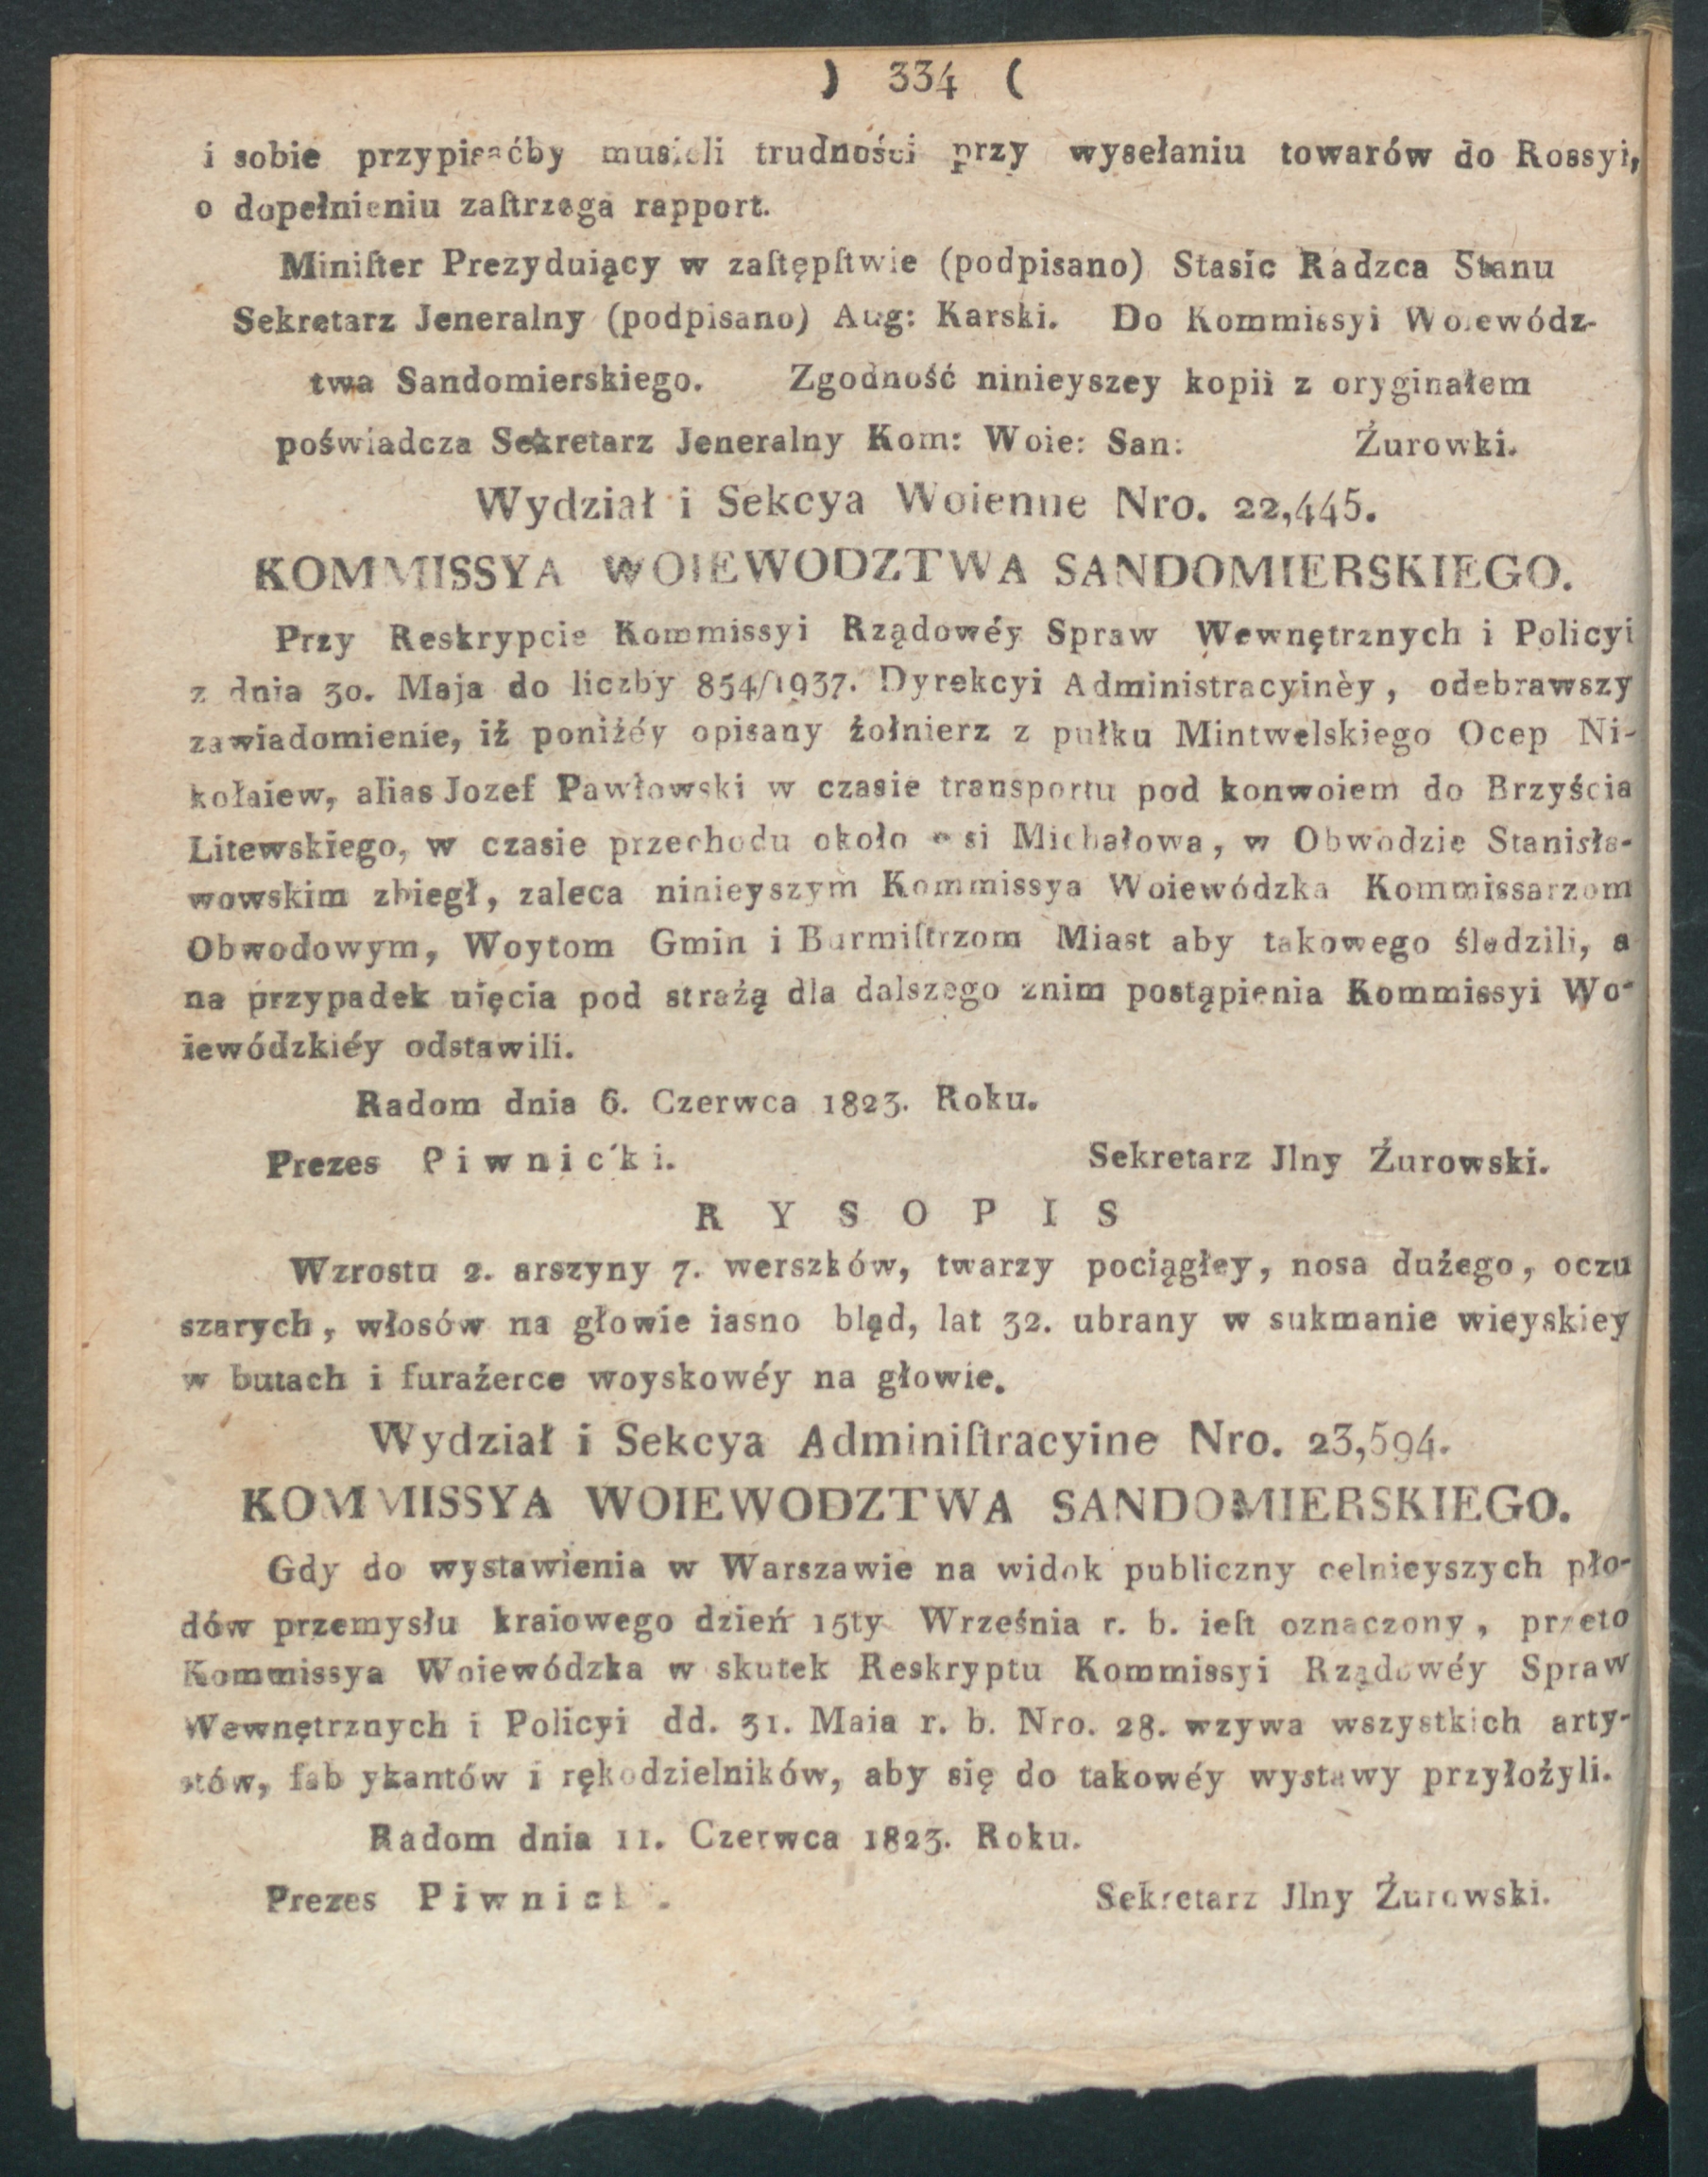 ) 334 (
i sobie przypisaćby musieli trudności przy wysełaniu towarów do Rossyi,
o dopełnieniu zaſtrzega rapport.
Miniſter Prezyduiący w zaſtępſtwie (podpisano) Stasic Radzca Stanu
Sekretarz Jeneralny (podpisano) Aug: Karski. Do Kommissyi Woiewódz-
twa Sandomierskiego. Zgodność ninieyszey kopii z oryginałem
poświadcza Sekretarz Jeneralny Kom: Woie: San: Żurowki.
Wydział i Sekcya Woienne Nro. 22,445.
KOMMISSYA WOIEWODZTWA SANDOMIERSKIEGO.
Przy Reskrypcie Kommissyi Rządowéy Spraw Wewnętrznych i Policyi
z dnia 30. Maja do liczby 854/1937. Dyrekcyi Administracyinèy, odebrawszy
zawiadomienie, iż poniżéy opisany żołnierz z pułku Mintwelskiego Ocep Ni-
kołaiew, alias Jozef Pawłowski w czasie transportu pod konwoiem do Brzyścia
Litewskiego, w czasie przechodu około si Michałowa, w Obwodzie Stanisła-
wowskim zbiegł, zaleca ninieyszym Kommissya Woiewódzka Kommissarzom
Obwodowym, Woytom Gmin i Burmiſtrzom Miast aby takowego śledzili, a
na przypadek uięcia pod strażą dla dalszego znim postąpienia Kommissyi Wo-
iewódzkiéy odstawili.
Radom dnia 6. Czerwca 1823. Roku.
Prezes Piwnic'ki. Sekretarz Jlny Żurowski.
RYSOPIS
Wzrostu 2. arszyny 7. werszków, twarzy pociągłey, nosa dużego, oczu
szarych, włosów na głowie iasno bląd, lat 32. ubrany w sukmanie wieyskiey
w butach i furażerce woyskowéy na głowie.
Wydział i Sekcya Adminiſtracyine Nro. 23,594.
KOMMISSYA WOIEWODZTWA SANDOMIERSKIEGO.
Gdy do wystawienia w Warszawie na widok publiczny celnieyszych pło-
dów przemysłu kraiowego dzień 15ty Września r. b. ieſt oznaczony, przeto
Kommissya Woiewódzka w skutek Reskryptu Kommissyi Rządowéy Spraw
Wewnętrznych i Policyi dd. 31. Maia r. b. Nro. 28. wzywa wszystkich arty-
stów, fab ykantów i rękodzielników, aby się do takowéy wystawy przyłożyli.
Radom dnia 11. Czerwca 1823. Roku.
Prezes Piwnick . Sekretarz Jlny Żurowski.